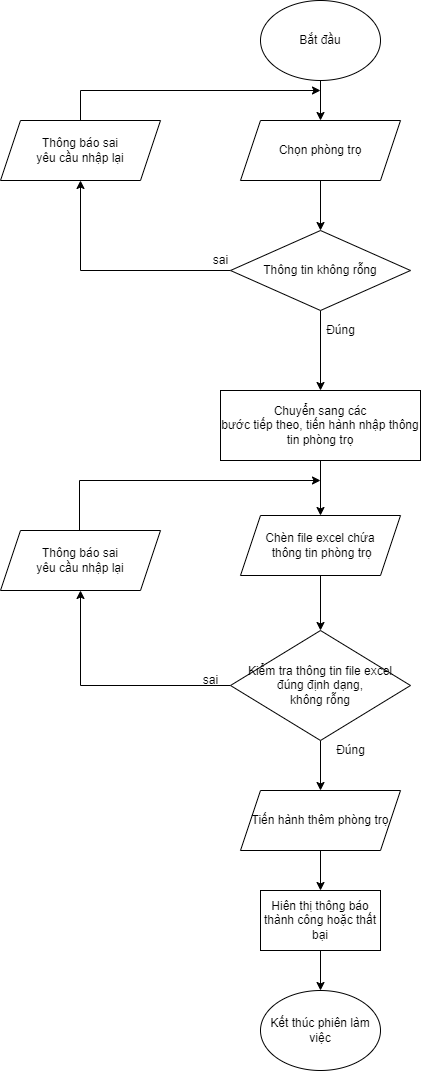 Bắt đầu
Thông báo sai
yêu cầu nhập lại
Chọn phòng trọ
sai
Thông tin không rỗng
Đúng
Chuyển sang các
bước tiếp theo, tiến hành nhập thông
tin phòng trọ
Thông báo sai
yêu cầu nhập lại
Chèn file excel chứa
thông tin phòng trọ
sai
Kiểm tra thông tin file excel
đúng định dạng,
không rỗng
Đúng
Tiến hành thêm phòng trọ
Hiên thị thông báo
thành công hoặc thất
bại
Kết thúc phiên làm
việc